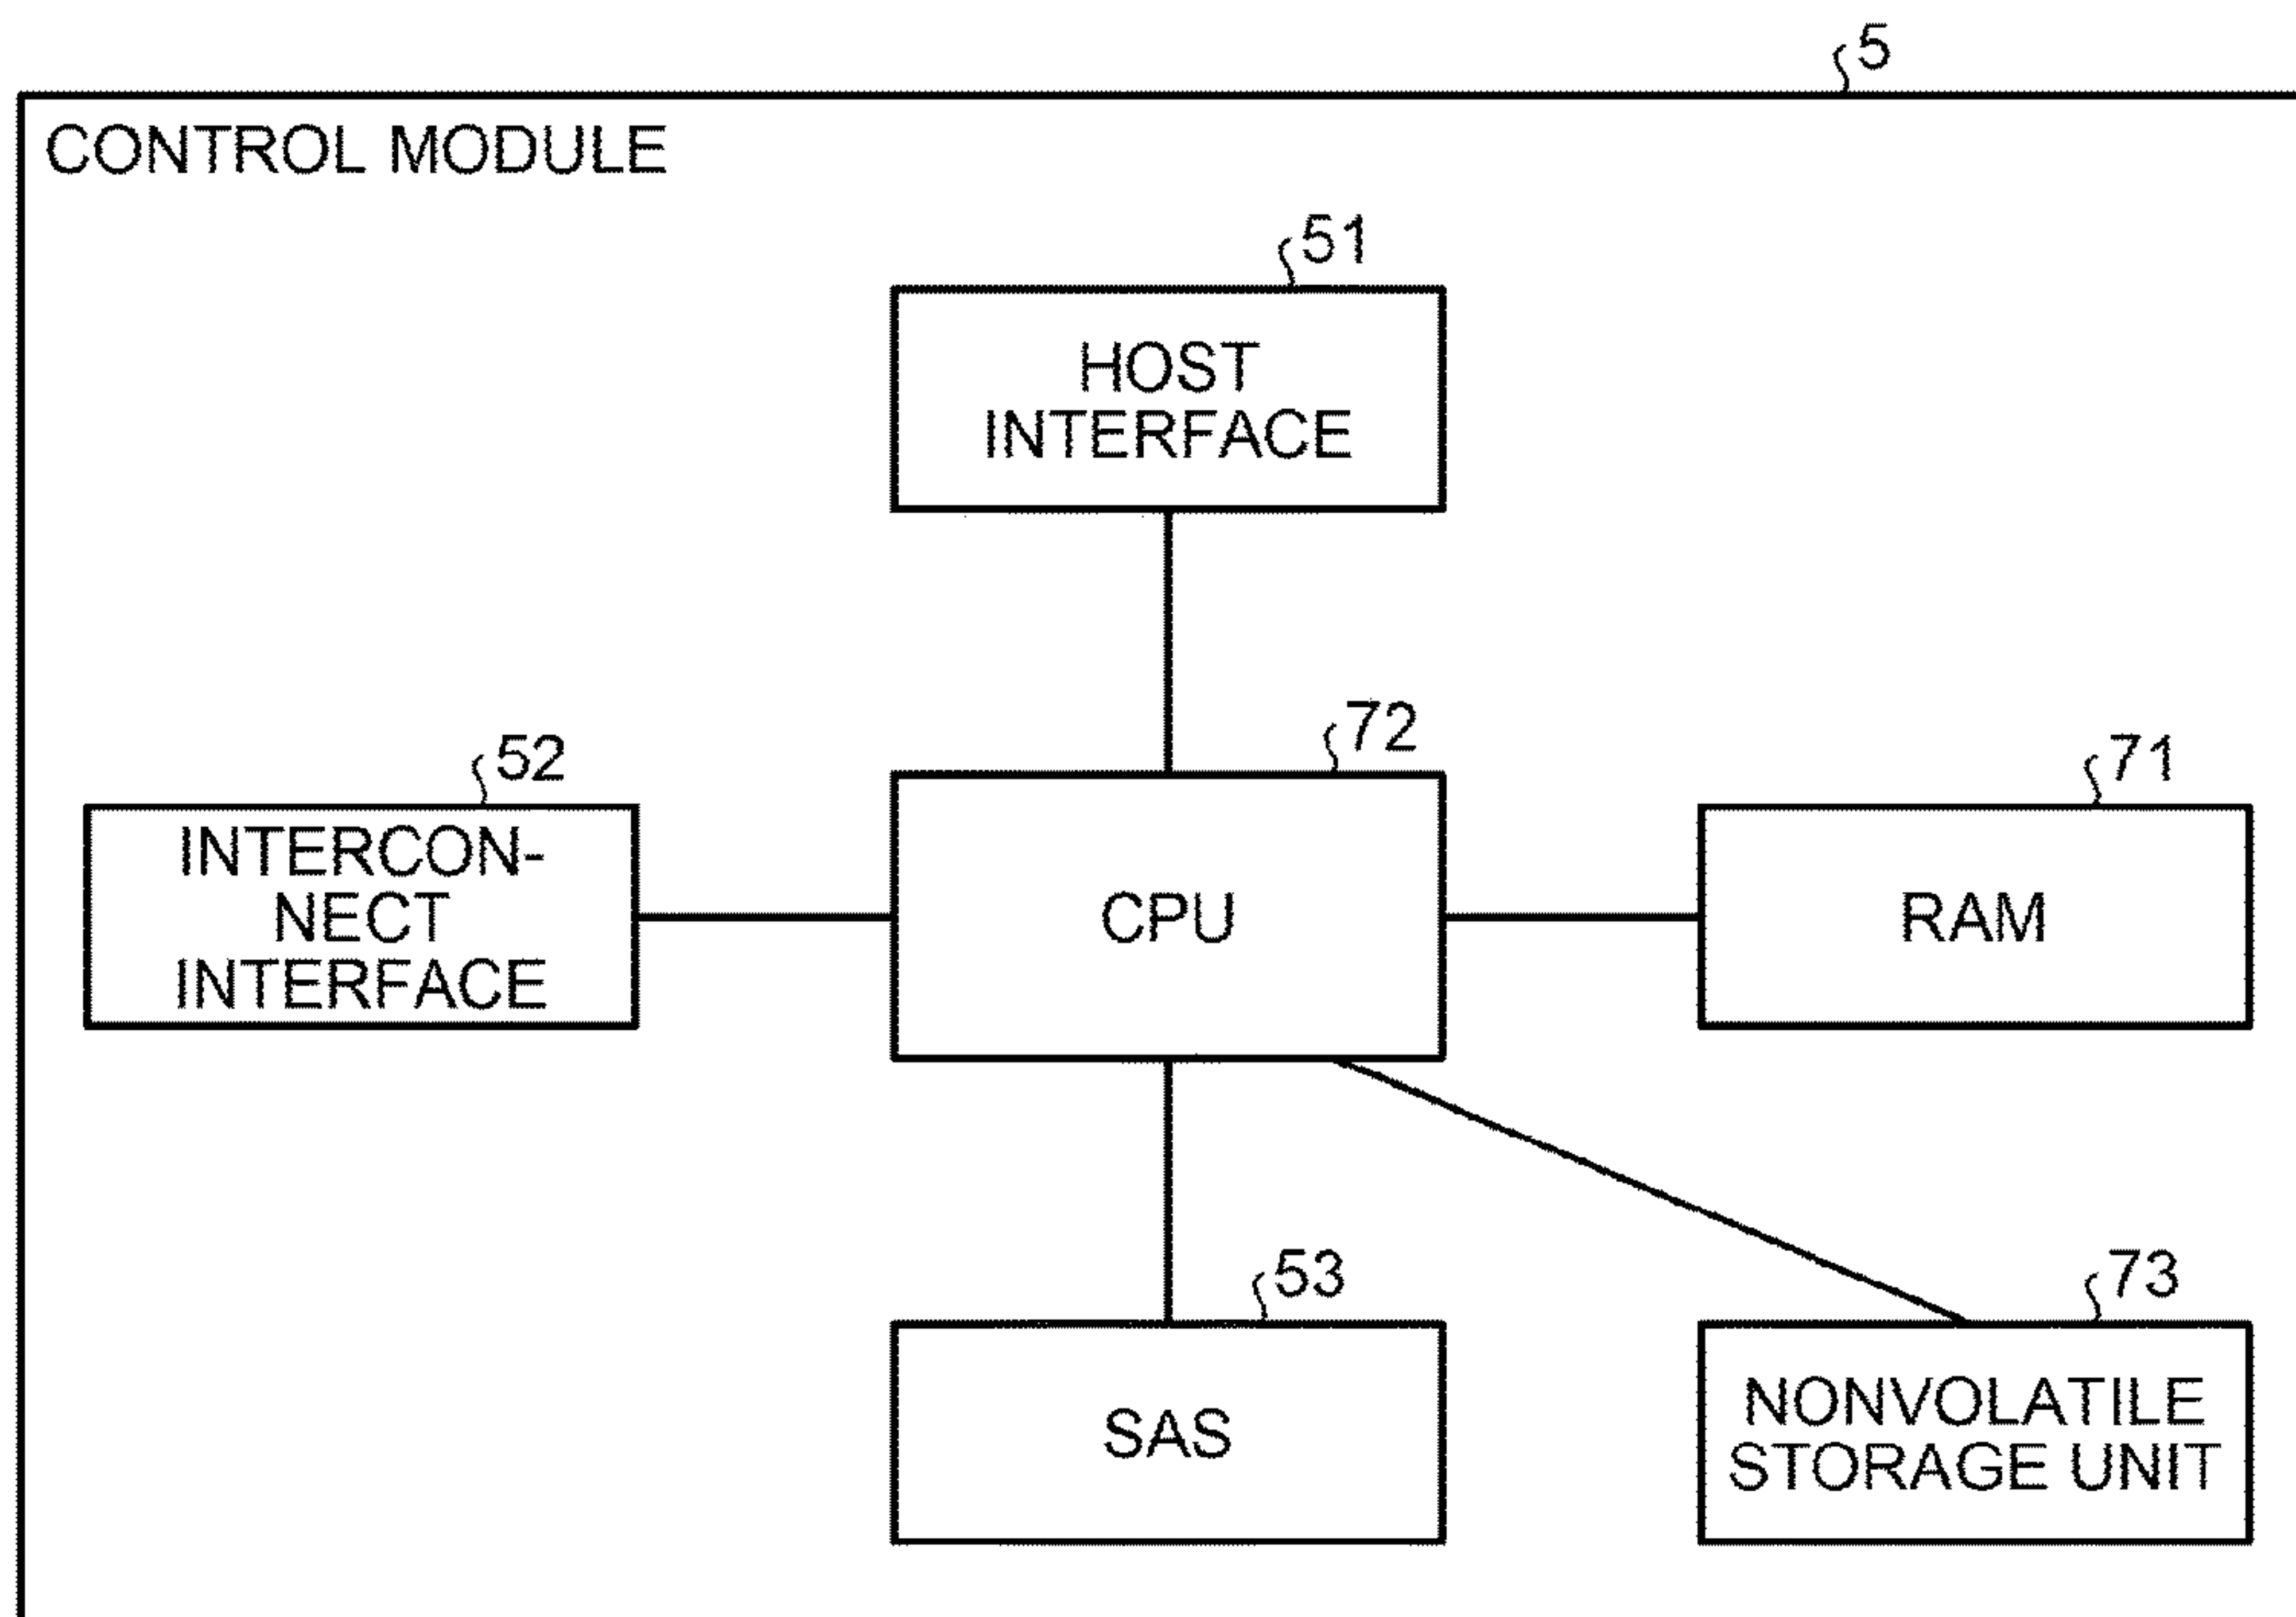 5
CONTROL MODULE
51
HOST
INTERFACE
72
52
71
INTERCON-
NECT
INTERFACE
CPU
RAM
53
73
SAS
NONVOLATILE
STORAGE UNIT